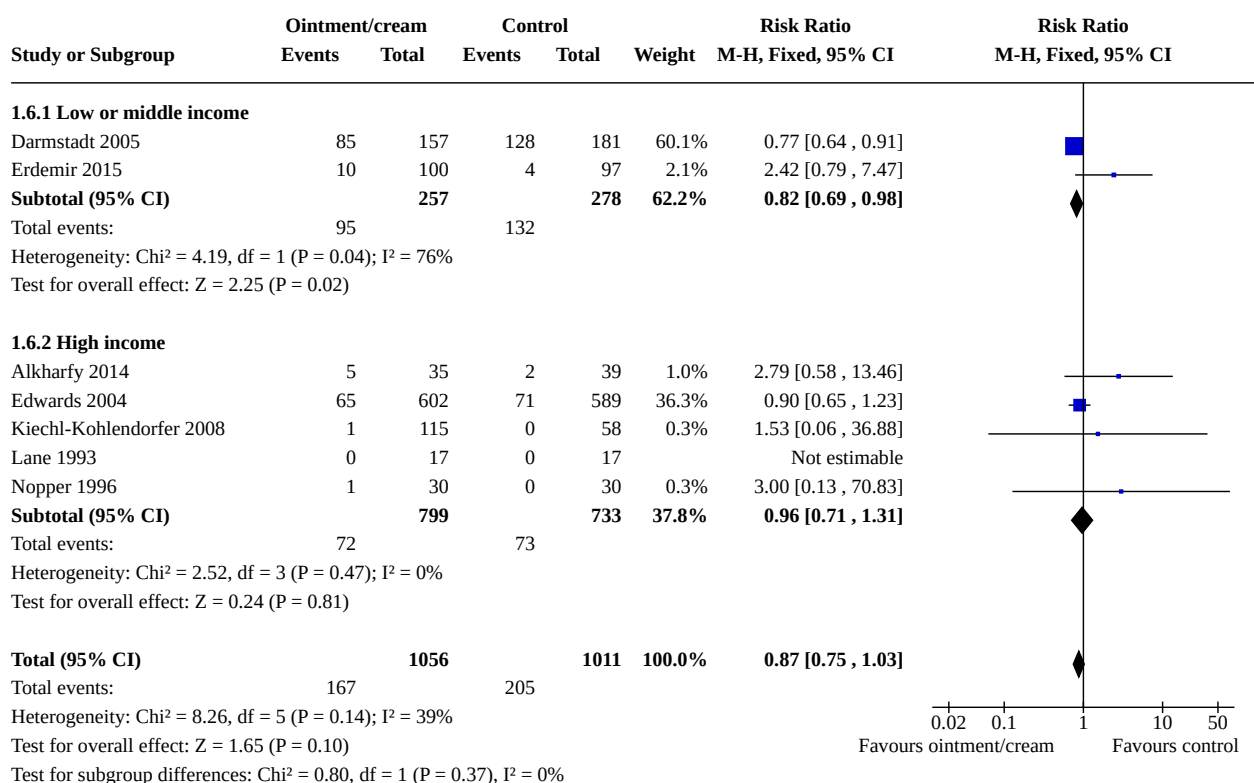 Ointment/cream Control Risk Ratio Risk Ratio
Study or Subgroup Events Total Events Total Weight M-H, Fixed, 95% CI M-H, Fixed, 95% CI
1.6.1 Low or middle income
Darmstadt 2005 85 157 128 181 60.1% 0.77 [0.64 , 0.91]
Erdemir 2015 10 100 4 97 2.1% 2.42 [0.79 , 7.47]
Subtotal (95% CI) 257 278 62.2% 0.82 [0.69 , 0.98]
Total events: 95 132
Heterogeneity: Chi² = 4.19, df = 1 (P = 0.04); I² = 76%
Test for overall effect: Z = 2.25 (P = 0.02)
1.6.2 High income
Alkharfy 2014 5 35 2 39 1.0% 2.79 [0.58 , 13.46]
Edwards 2004 65 602 71 589 36.3% 0.90 [0.65 , 1.23]
Kiechl-Kohlendorfer 2008 1 115 0 58 0.3% 1.53 [0.06 , 36.88]
Lane 1993 0 17 0 17 Not estimable
Nopper 1996 1 30 0 30 0.3% 3.00 [0.13 , 70.83]
Subtotal (95% CI) 799 733 37.8% 0.96 [0.71 , 1.31]
Total events: 72 73
Heterogeneity: Chi² = 2.52, df = 3 (P = 0.47); I² = 0%
Test for overall effect: Z = 0.24 (P = 0.81)
Total (95% CI) 1056 1011 100.0% 0.87 [0.75 , 1.03]
Total events: 167 205
Heterogeneity: Chi² = 8.26, df = 5 (P = 0.14); I² = 39%
0.02 0.1 1 10 50
Test for overall effect: Z = 1.65 (P = 0.10) Favours ointment/cream Favours control
Test for subgroup differences: Chi² = 0.80, df = 1 (P = 0.37), I² = 0%